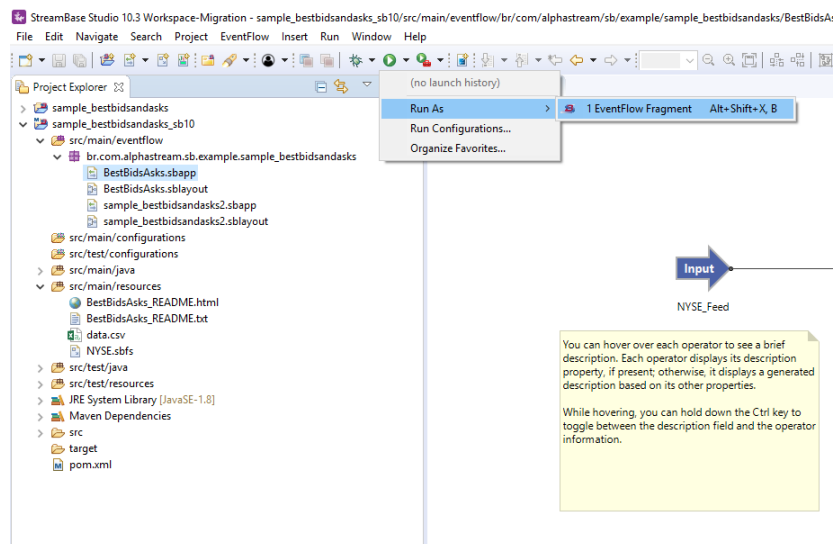 StreamBase Studio 10.3 Workspace-Migration - sample_bestbidsandasks_sb10/src/main/eventflow/br/com/alphastream/sb/example/sample_bestbidsandasks/BestBidsAs
File Edit Navigate Search Project EventFlow Insert Run Window Help
Project Explorer
(no launch history)
Run As
1 EventFlow Fragment Alt+Shift+X, B
Run Configurations...
Organize Favorites...
sample_bestbidsandasks
sample_bestbidsandasks_sb10
src/main/eventflow
br.com.alphastream.sb.example.sample_bestbidsandasks
BestBidsAsks.sbapp
BestBidsAsks.sblayout
sample_bestbidsandasks2.sbapp
sample_bestbidsandasks2.sblayout
src/main/configurations
src/test/configurations
src/main/java
src/main/resources
BestBidsAsks_README.html
BestBidsAsks_README.txt
data.csv
NYSE.sbfs
src/test/java
src/test/resources
JRE System Library [JavaSE-1.8]
Maven Dependencies
src
target
pom.xml
Input
NYSE_Feed
You can hover over each operator to see a brief
description. Each operator displays its description
property, if present; otherwise, it displays a generated
description based on its other properties.
While hovering, you can hold down the Ctrl key to
toggle between the description field and the operator
information.